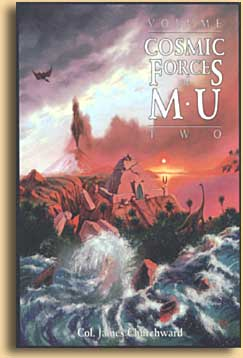 VOLUME
COSMIC
FORCES
OF
M·U
TWO
Col. James Churchward